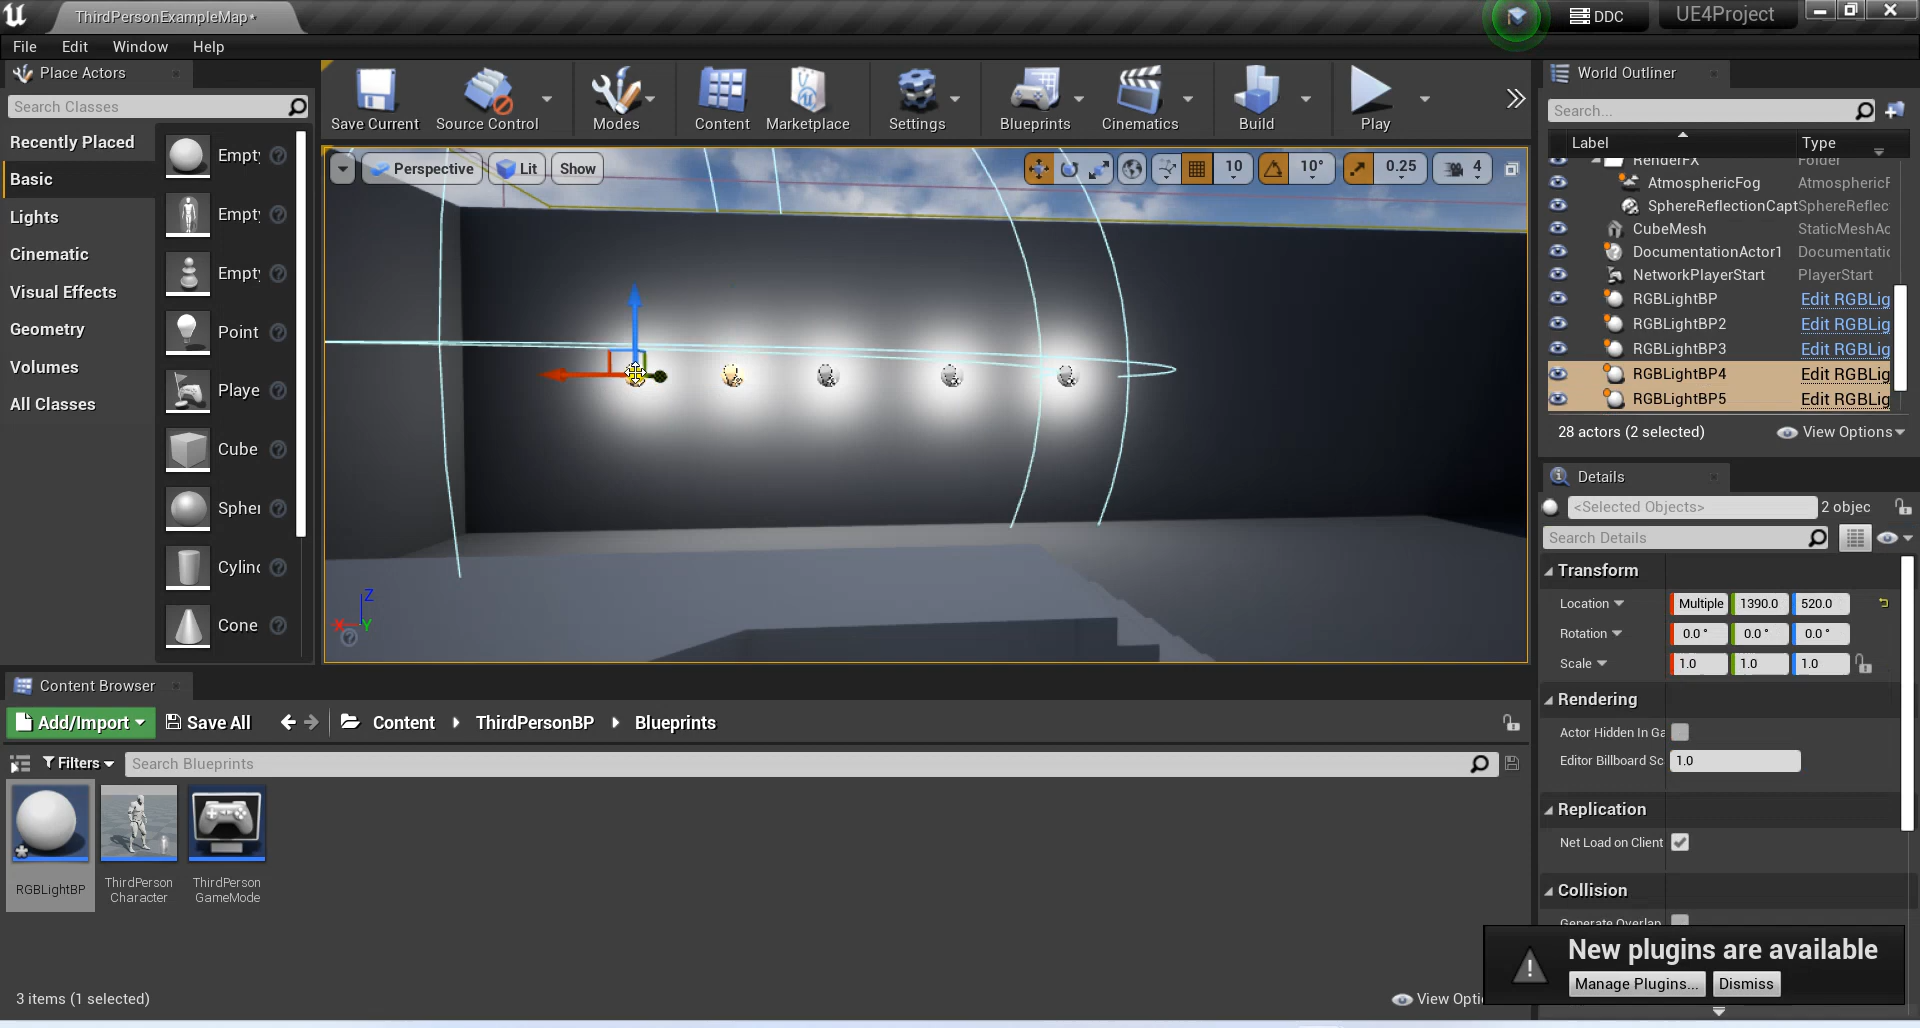 ThirdPersonExampleMap*
DDC
UE4Project
File Edit Window Help
Place Actors
Search Classes
Recently Placed
Basic
Lights
Cinematic
Visual Effects
Geometry
Volumes
All Classes
Empty
Empty
Empty
Point
Playe
Cube
Spher
Cylind
Cone
Save Current
Source Control
Modes
Content
Marketplace
Settings
Blueprints
Cinematics
Build
Play
Perspective
Lit
Show
10
10°
0.25
4
Z
X
Y
World Outliner
Search...
Label Type
RenderFX Folder
AtmosphericFog AtmosphericF
SphereReflectionCapt SphereReflec
CubeMesh StaticMeshAc
DocumentationActor1 Documentatic
NetworkPlayerStart PlayerStart
RGBLightBP Edit RGBLig
RGBLightBP2 Edit RGBLig
RGBLightBP3 Edit RGBLig
RGBLightBP4 Edit RGBLig
RGBLightBP5 Edit RGBLig
28 actors (2 selected)
View Options
Details
<Selected Objects>
2 objec
Search Details
Transform
Location Multiple 1390.0 520.0
Rotation 0.0° 0.0° 0.0°
Scale 1.0 1.0 1.0
Rendering
Actor Hidden In Ga
Editor Billboard Sc 1.0
Replication
Net Load on Client
Collision
Generate Overlap
New plugins are available
Manage Plugins...
Dismiss
Content Browser
Add/Import
Save All
Content
ThirdPersonBP
Blueprints
Filters
Search Blueprints
RGBLightBP
ThirdPerson
Character
ThirdPerson
GameMode
3 items (1 selected)
View Opti